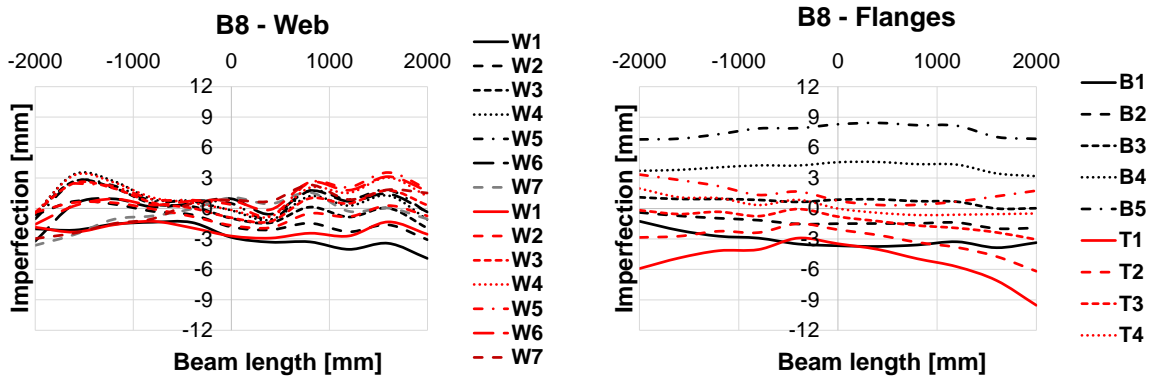 B8 - Web
-2000 -1000 0 1000 2000
12
9
6
3
0
-3
-6
-9
-12
Imperfection [mm]
Beam length [mm]
W1
W2
W3
W4
W5
W6
W7
W1
W2
W3
W4
W5
W6
W7
B8 - Flanges
-2000 -1000 0 1000 2000
12
9
6
3
0
-3
-6
-9
-12
Imperfection [mm]
Beam length [mm]
B1
B2
B3
B4
B5
T1
T2
T3
T4